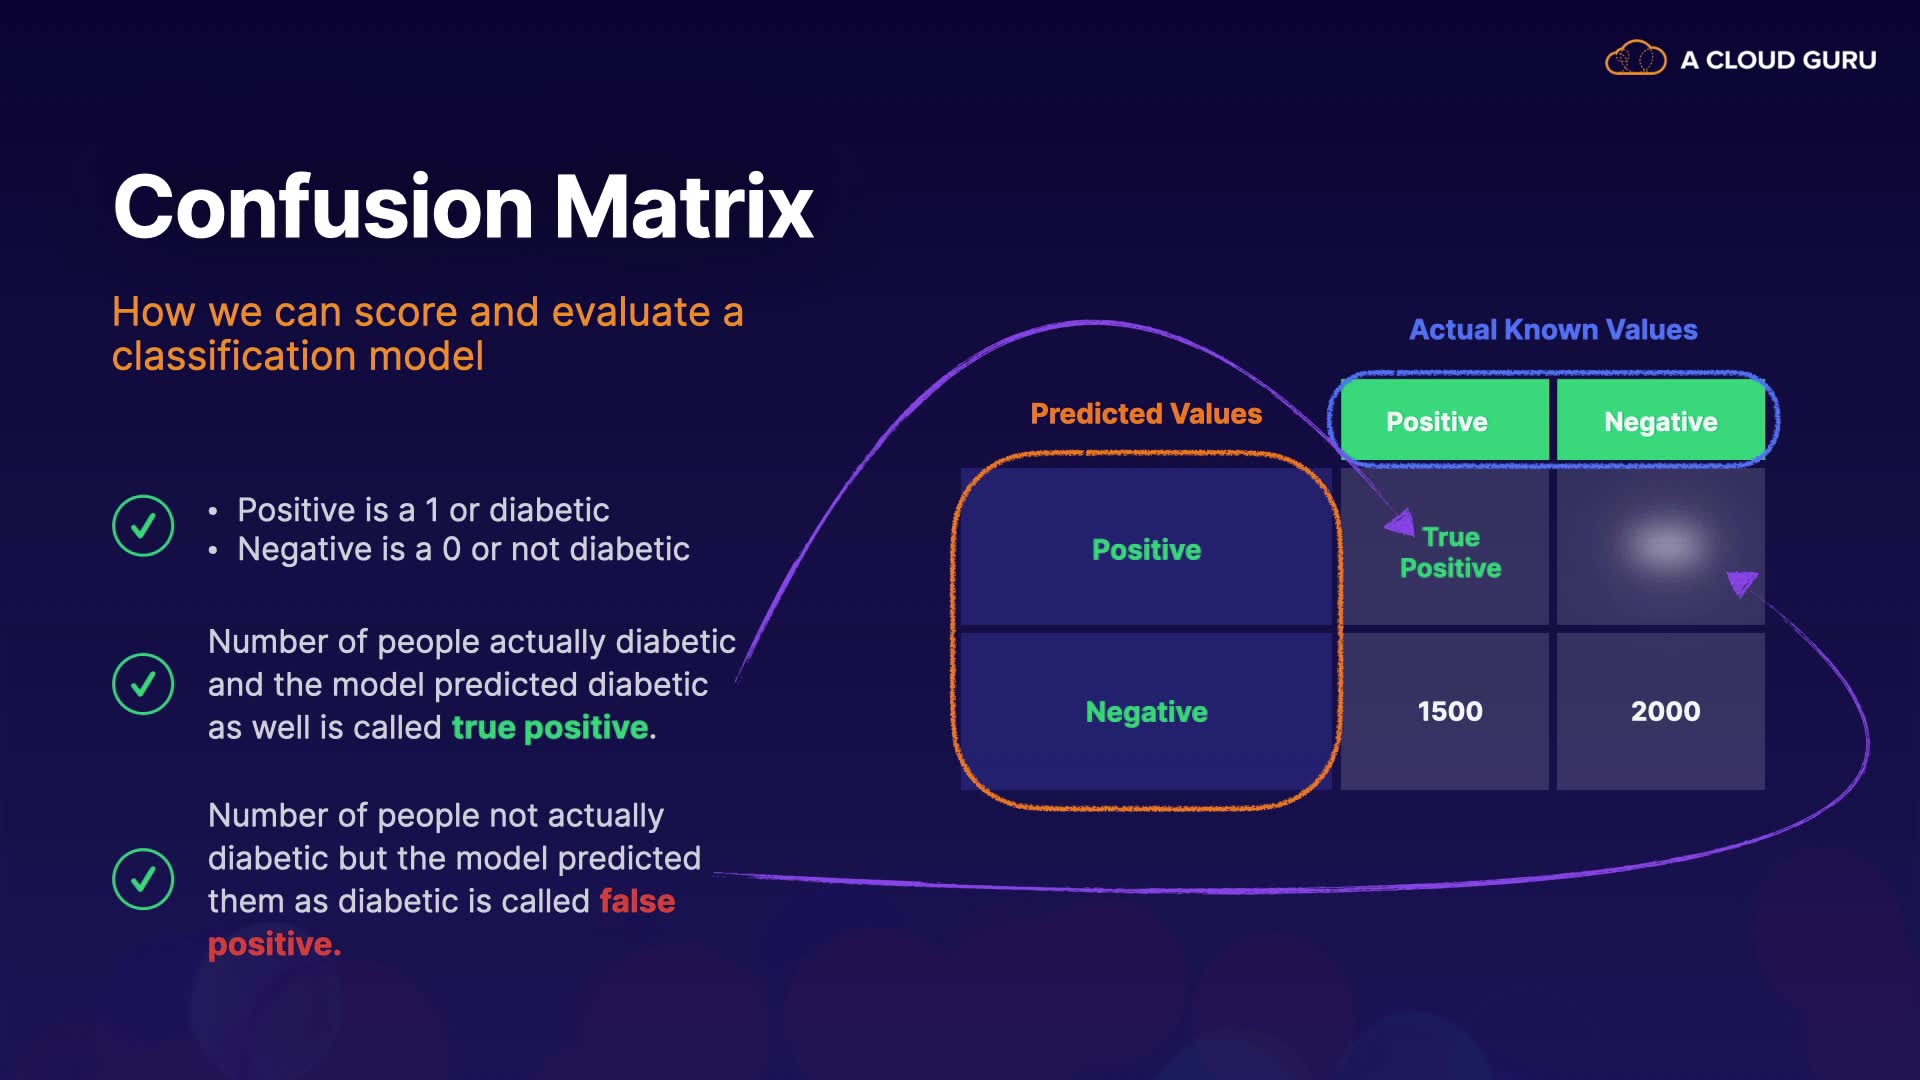 A CLOUD GURU
Confusion Matrix
How we can score and evaluate a
classification model
• Positive is a 1 or diabetic
• Negative is a 0 or not diabetic
Number of people actually diabetic
and the model predicted diabetic
as well is called true positive.
Number of people not actually
diabetic but the model predicted
them as diabetic is called false
positive.
Actual Known Values
Predicted Values
Positive
Negative
Positive
True
Positive
Negative
1500
2000